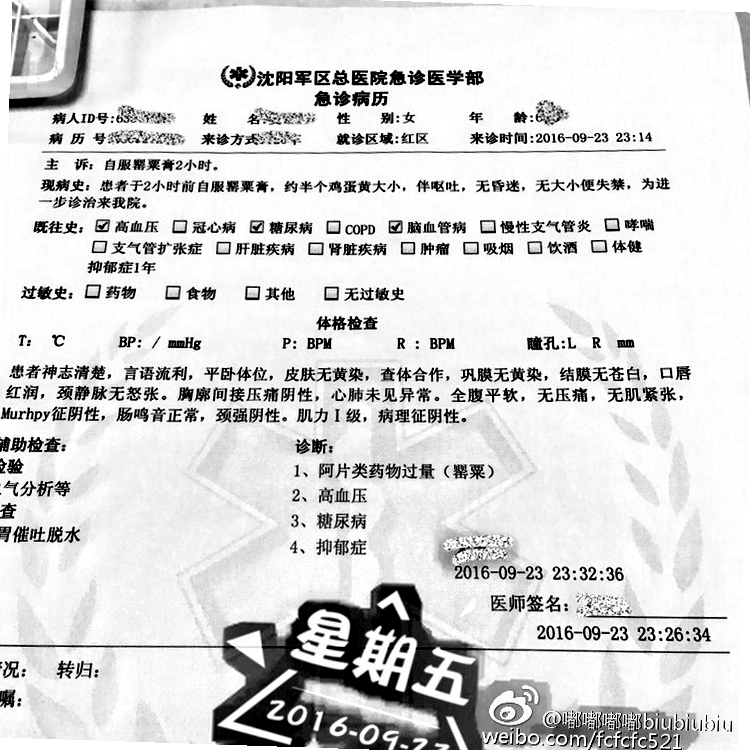 沈阳军区总医院急诊医学部
急诊病历
病人ID号: 姓 名 性 别:女 年 龄:
病 历 号: 来诊方式 就诊区域:红区 来诊时间:2016-09-23 23:14
主 诉:自服罂粟膏2小时。
现病史:患者于2小时前自服罂粟膏,约半个鸡蛋黄大小,伴呕吐,无昏迷,无大小便失禁,为进
一步诊治来我院。
既往史:☑高血压 □冠心病 ☑糖尿病 □COPD ☑脑血管病 □慢性支气管炎 □哮喘
□支气管扩张症 □肝脏疾病 □肾脏疾病 □肿瘤 □吸烟 □饮酒 □体健
抑郁症1年
过敏史:□药物 □食物 □其他 □无过敏史
体格检查
T: ℃ BP: / mmHg P: BPM R : BPM 瞳孔:L R mm
患者神志清楚,言语流利,平卧体位,皮肤无黄染,查体合作,巩膜无黄染,结膜无苍白,口唇
红润,颈静脉无怒张。胸廓间接压痛阴性,心肺未见异常。全腹平软,无压痛,无肌紧张,
Murhpy征阴性,肠鸣音正常,颈强阴性。肌力Ⅰ级,病理征阴性。
辅助检查: 诊断:
检验 1、阿片类药物过量(罂粟)
气分析等 2、高血压
查 3、糖尿病
胃催吐脱水 4、抑郁症
2016-09-23 23:32:36
医师签名:
2016-09-23 23:26:34
情况: 转归:
嘱:
星期五
2016-09-23
@嘟嘟嘟嘟biubiubiu
weibo.com/fcfcfc521